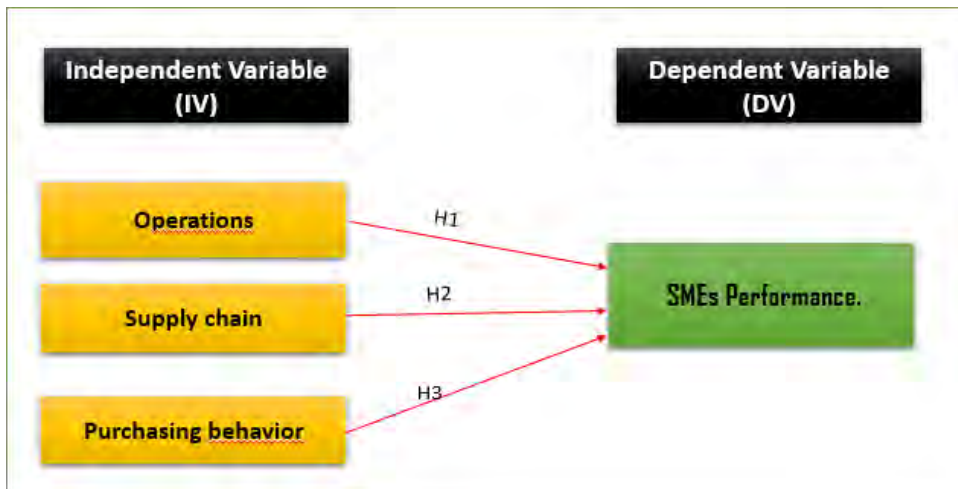 Independent Variable
(IV)
Dependent Variable
(DV)
Operations
H1
Supply chain
H2
SMEs Performance.
Purchasing behavior
H3